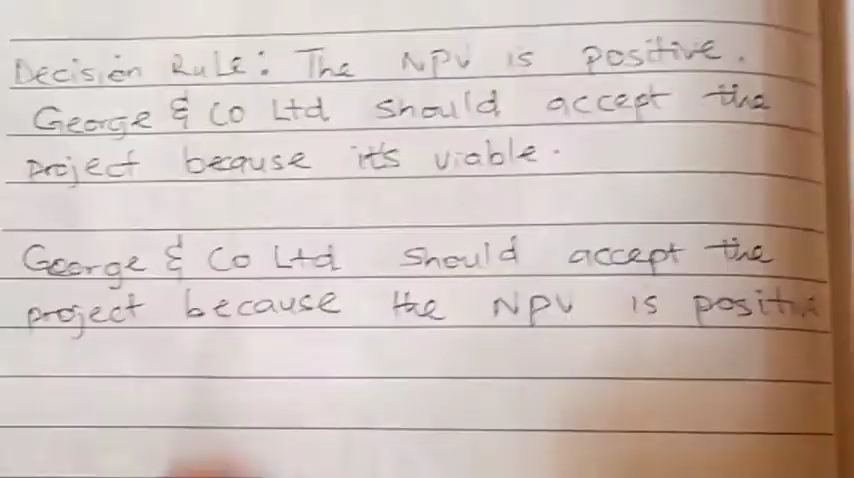 Decision Rule: The NPV is positive.
George & Co Ltd should accept the
project because it's viable.
George & Co Ltd should accept the
project because the NPV is positive